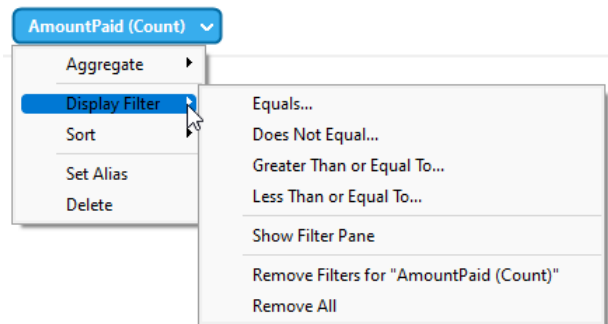 AmountPaid (Count)
Aggregate
Display Filter
Sort
Set Alias
Delete
Equals...
Does Not Equal...
Greater Than or Equal To...
Less Than or Equal To...
Show Filter Pane
Remove Filters for "AmountPaid (Count)"
Remove All